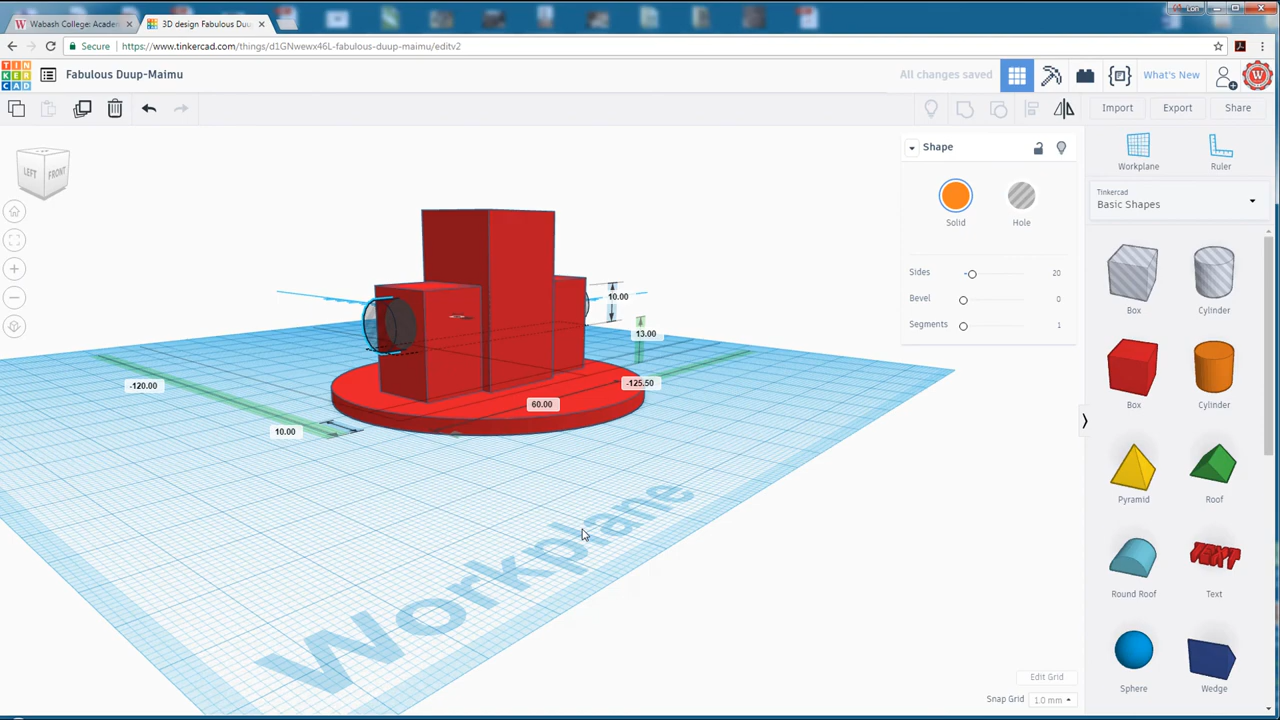 Wabash College: Academ
3D design Fabulous Duup
Secure
https://www.tinkercad.com/things/d1GNwewx46L-fabulous-duup-maimu/editv2
TIN
KER
CAD
Fabulous Duup-Maimu
All changes saved
What's New
W
Import
Export
Share
LEFT
FRONT
Shape
Solid
Hole
Sides
20
Bevel
0
Segments
1
Workplane
Ruler
Tinkercad
Basic Shapes
Box
Cylinder
Box
Cylinder
Pyramid
Roof
Round Roof
TEXT
Text
Sphere
Wedge
10.00
13.00
-120.00
-125.50
60.00
10.00
Workplane
Edit Grid
Snap Grid
1.0 mm